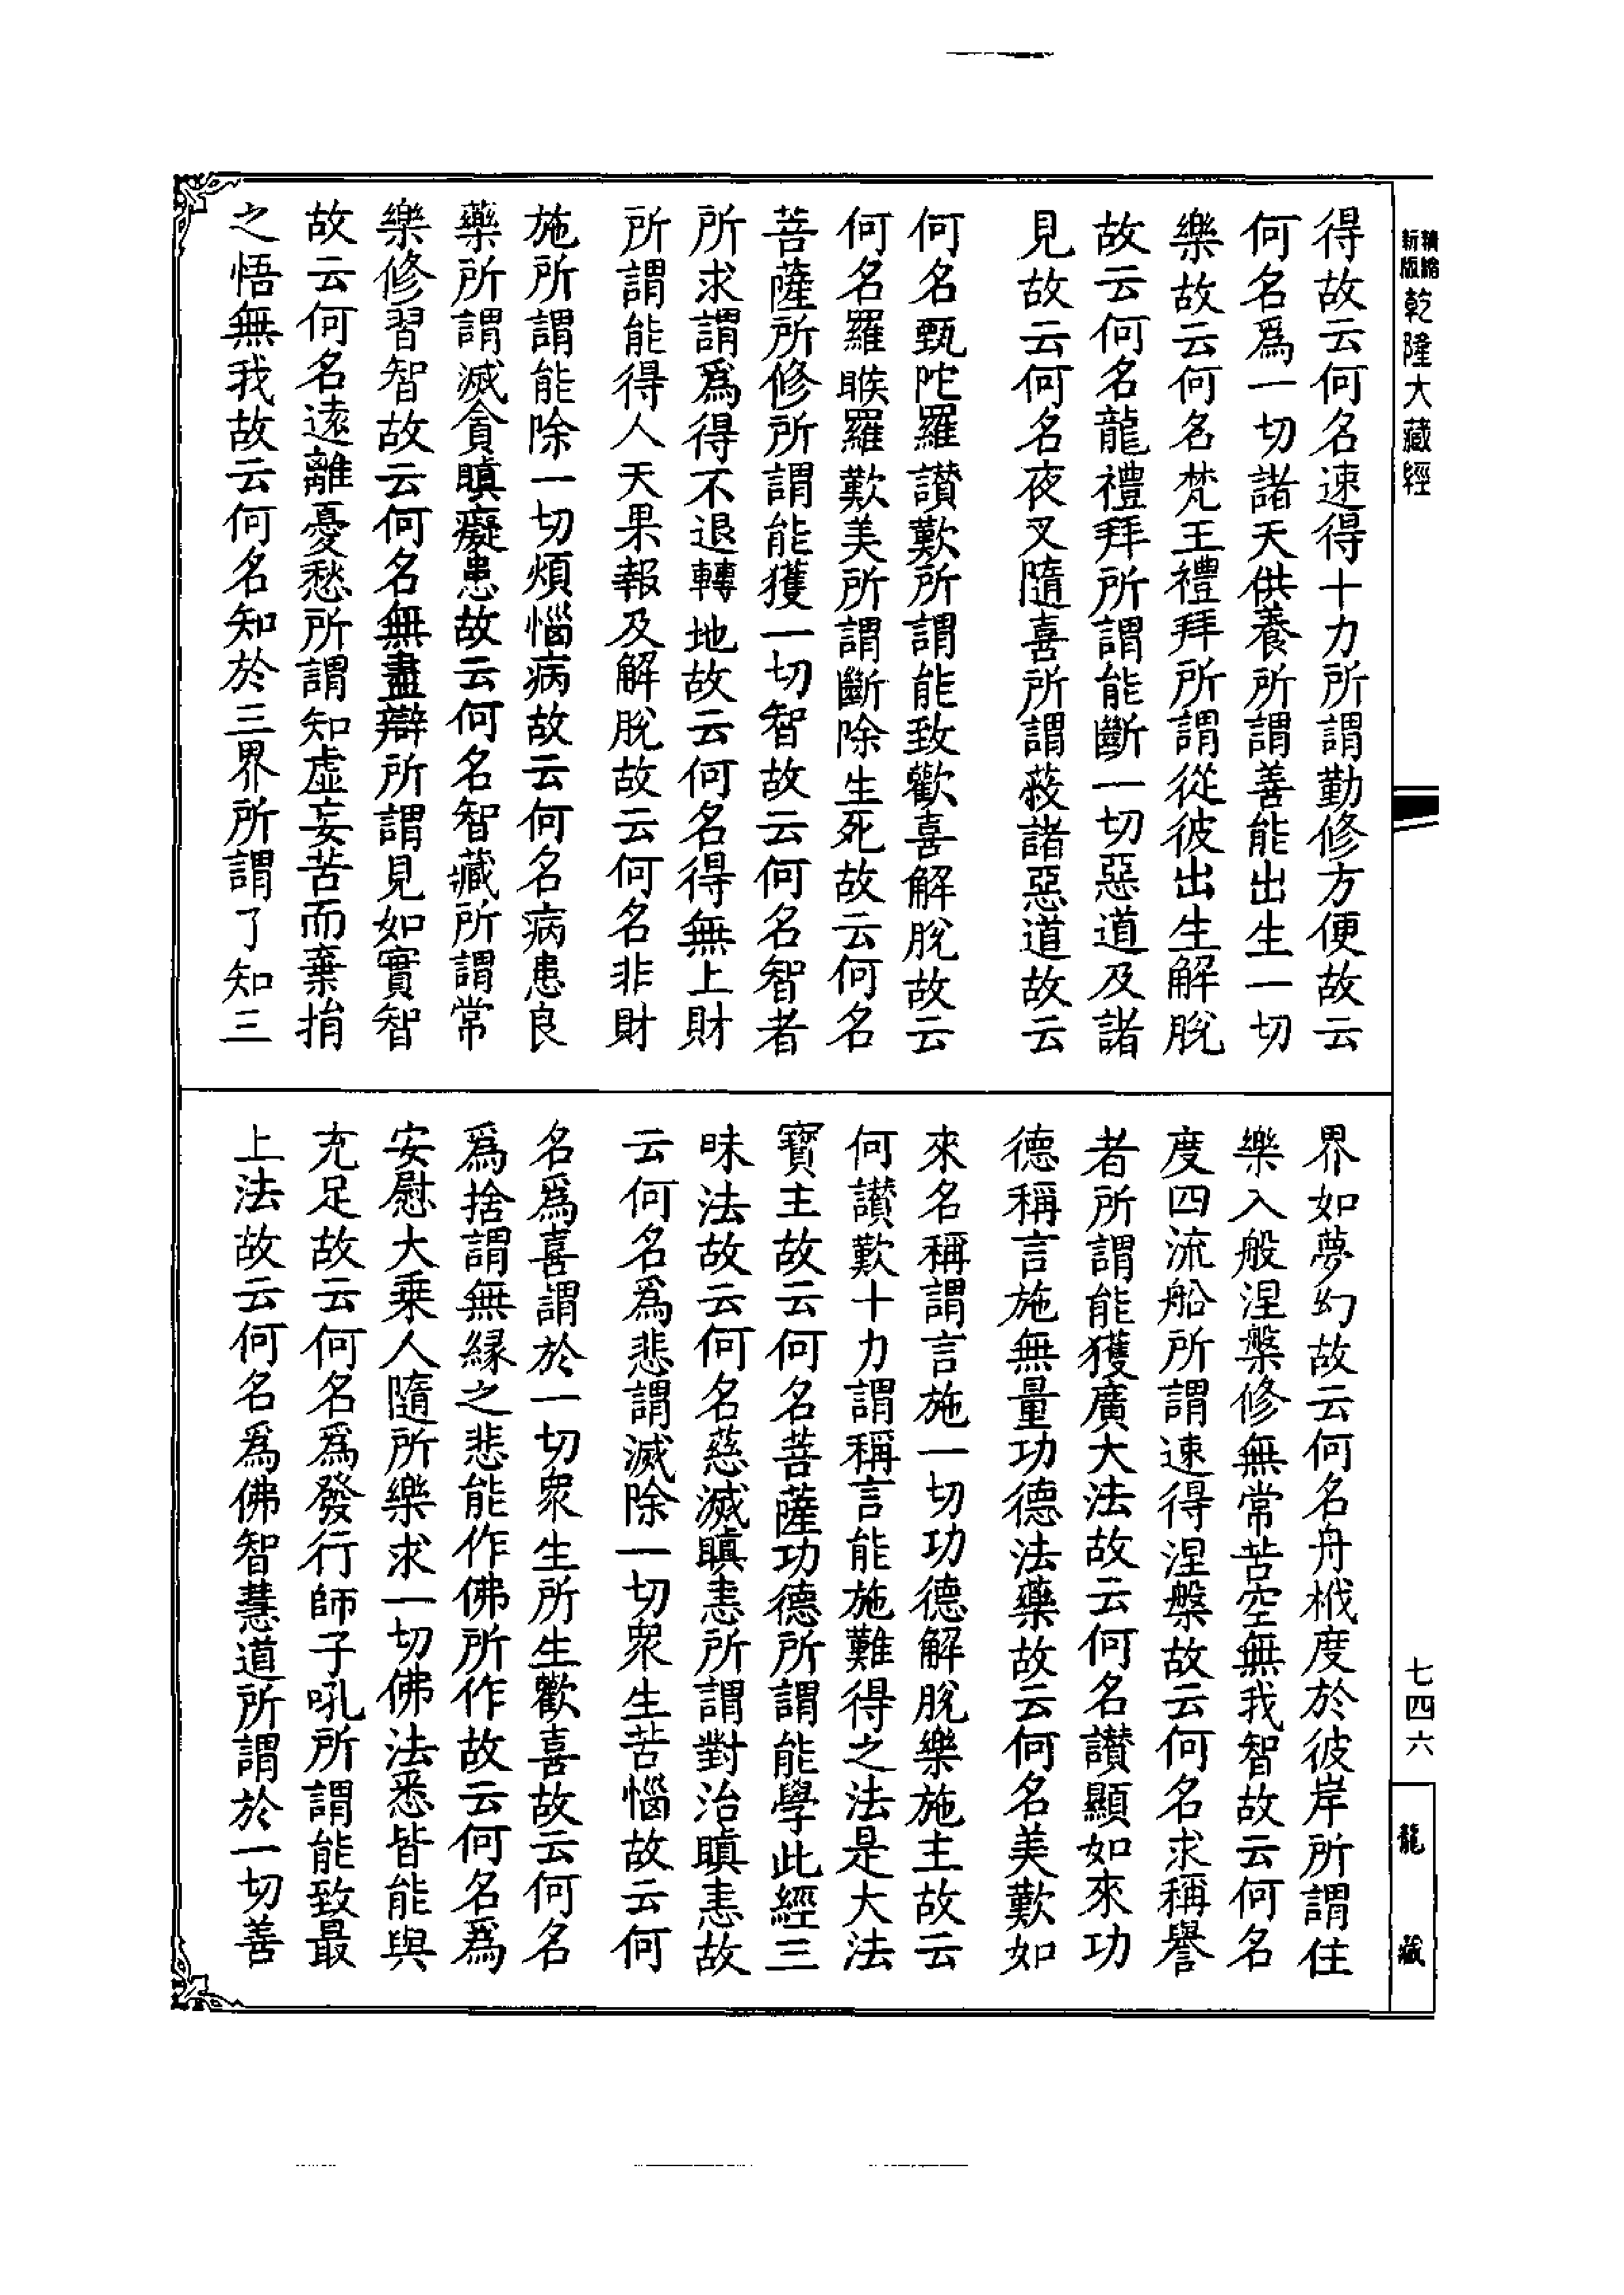 新版
精縮
乾隆大藏經
七四六
龍藏
得故云何名速得十力所謂勤修方便故云
何名爲一切諸天供養所謂善能出生一切
樂故云何名梵王禮拜所謂從彼出生解脫
故云何名龍禮拜所謂能斷一切惡道及諸
見故云何名夜叉隨喜所謂蔱諸惡道故云
何名甄陀羅讃歎所謂能致歡喜解脫故云
何名羅睺羅歎美所謂斷除生死故云何名
菩薩所修所謂能獲一切智故云何名智者
所求謂爲得不退轉地故云何名得無上財
所謂能得人天果報及解脫故云何名非財
施所謂能除一切煩惱病故云何名病患良
藥所謂滅貪瞋癡患故云何名智藏所謂常
樂修習智故云何名無盡辯所謂見如實智
故云何名遠離憂愁所謂知虛妄苦而棄捐
之悟無我故云何名知於三界所謂了知三
界如夢幻故云何名舟栰度於彼岸所謂住
樂入般涅槃修無常苦空無我智故云何名
度四流船所謂速得涅槃故云何名求稱譽
者所謂能獲廣大法故云何名讃顯如來功
德稱言施無量功德法藥故云何名美歎如
來名稱謂言施一切功德解脫樂施主故云
何讃歎十力謂稱言能施難得之法是大法
寳主故云何名菩薩功德所謂能學此經三
昧法故云何名慈滅瞋恚所謂對治瞋恚故
云何名爲悲謂滅除一切衆生苦惱故云何
名爲喜謂於一切衆生所生歡喜故云何名
爲捨謂無緣之悲能作佛所作故云何名爲
安慰大乗人隨所樂求一切佛法悉皆能與
充足故云何名爲發行師子吼所謂能致最
上法故云何名爲佛智慧道所謂於一切善